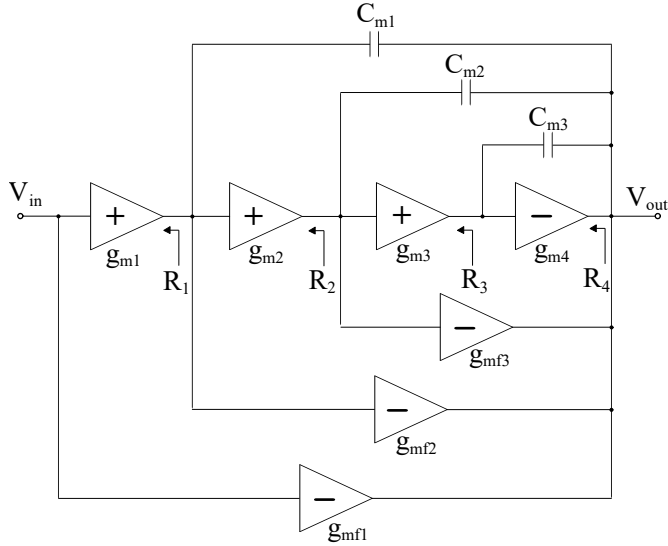 C_m1
C_m2
C_m3
V_in
V_out
+
+
+
−
g_m1
g_m2
g_m3
g_m4
R_1
R_2
R_3
R_4
−
g_mf3
−
g_mf2
−
g_mf1